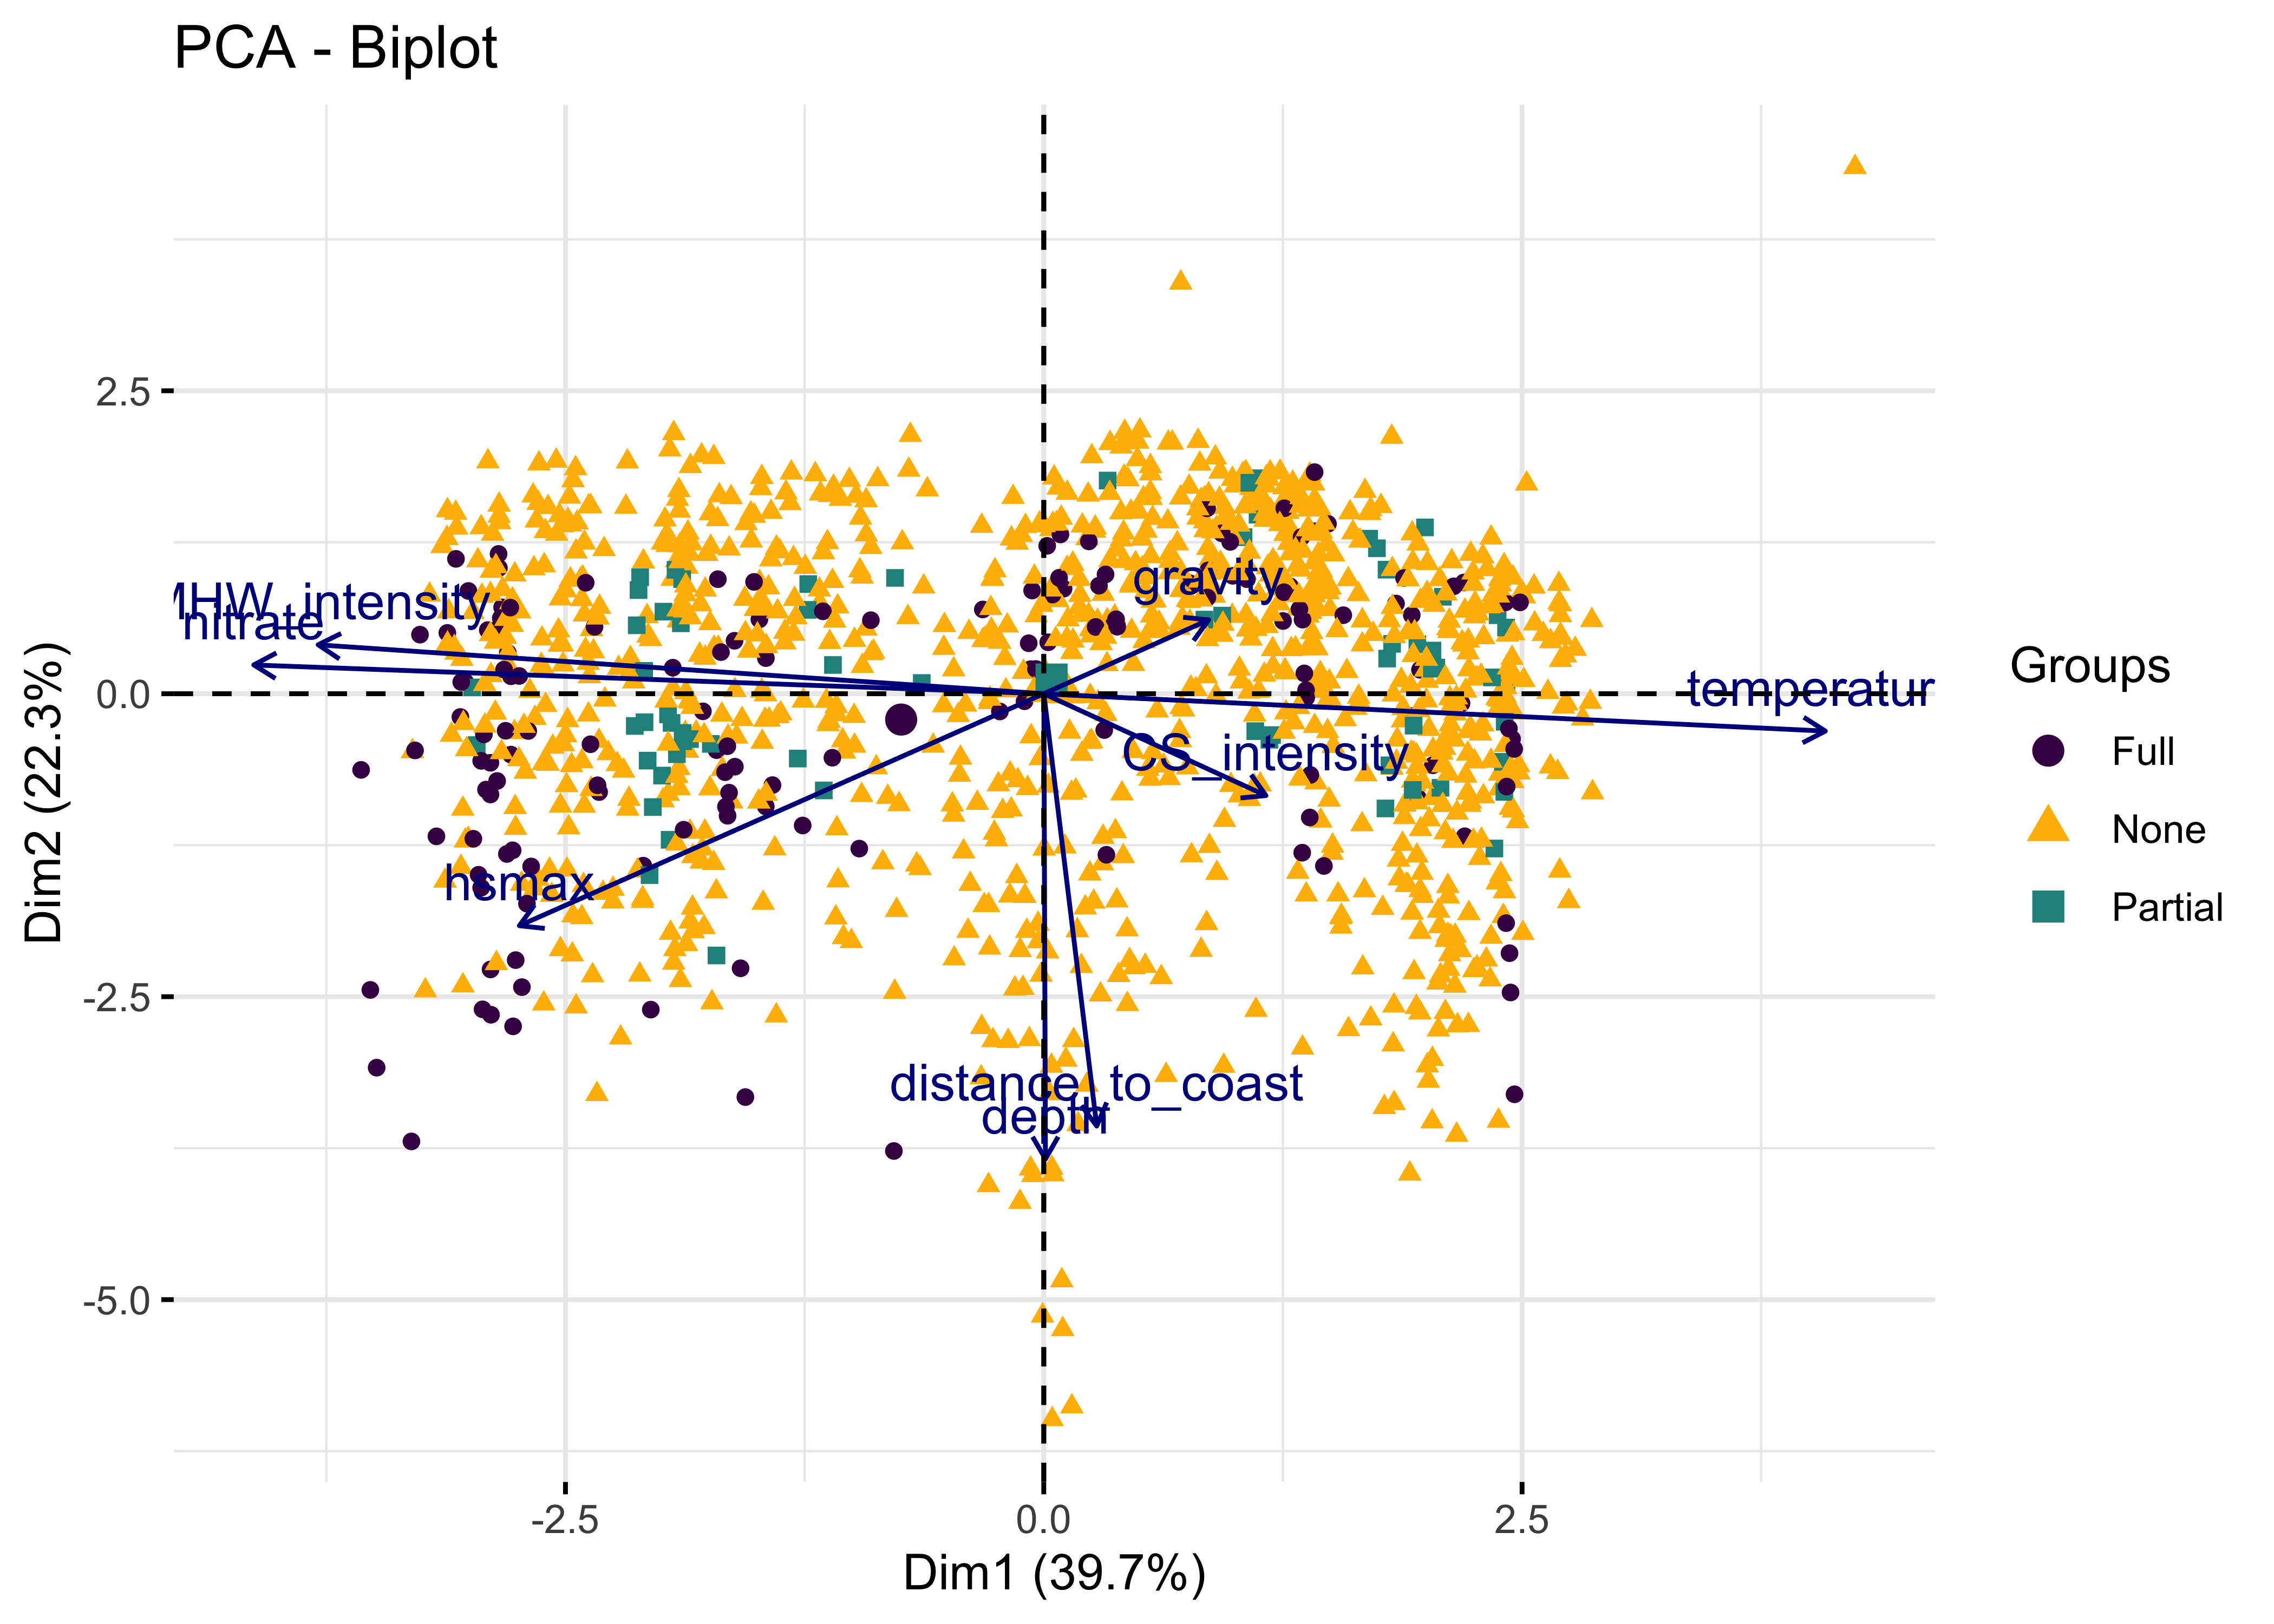 PCA - Biplot
Dim2 (22.3%)
2.5
0.0
-2.5
-5.0
MHW_intensity
nitrate
gravity
temperatur
CS_intensity
hsmax
distance_to_coast
depth
-2.5
0.0
2.5
Dim1 (39.7%)
Groups
Full
None
Partial